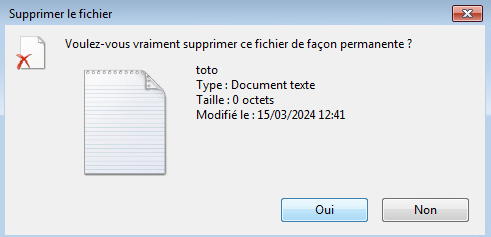 Supprimer le fichier
Voulez-vous vraiment supprimer ce fichier de façon permanente ?
toto
Type : Document texte
Taille : 0 octets
Modifié le : 15/03/2024 12:41
Oui
Non